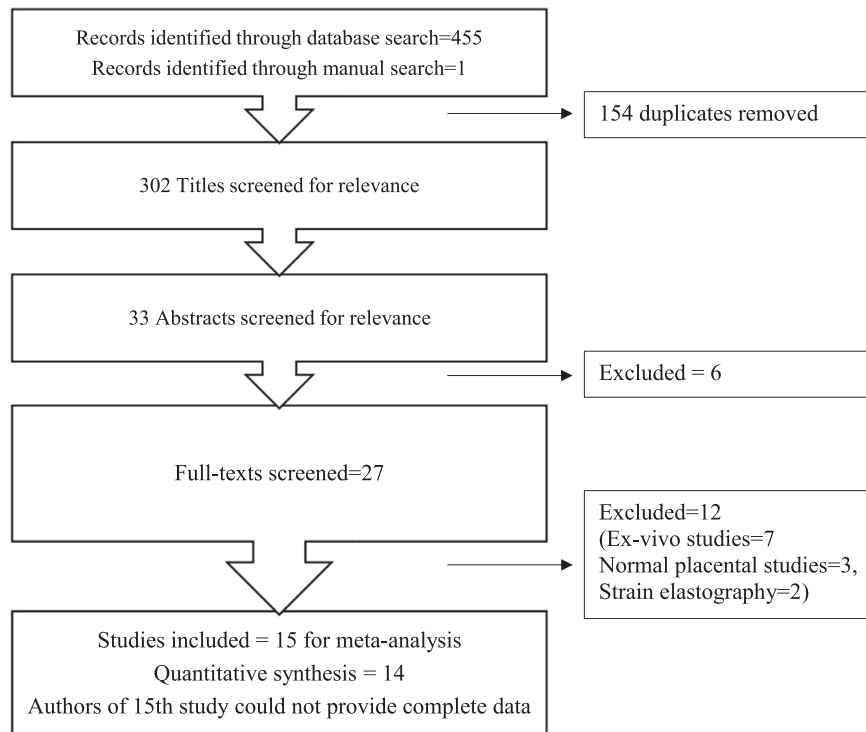 Records identified through database search=455
Records identified through manual search=1
154 duplicates removed
302 Titles screened for relevance
33 Abstracts screened for relevance
Excluded = 6
Full-texts screened=27
Excluded=12
(Ex-vivo studies=7
Normal placental studies=3,
Strain elastography=2)
Studies included = 15 for meta-analysis
Quantitative synthesis = 14
Authors of 15th study could not provide complete data